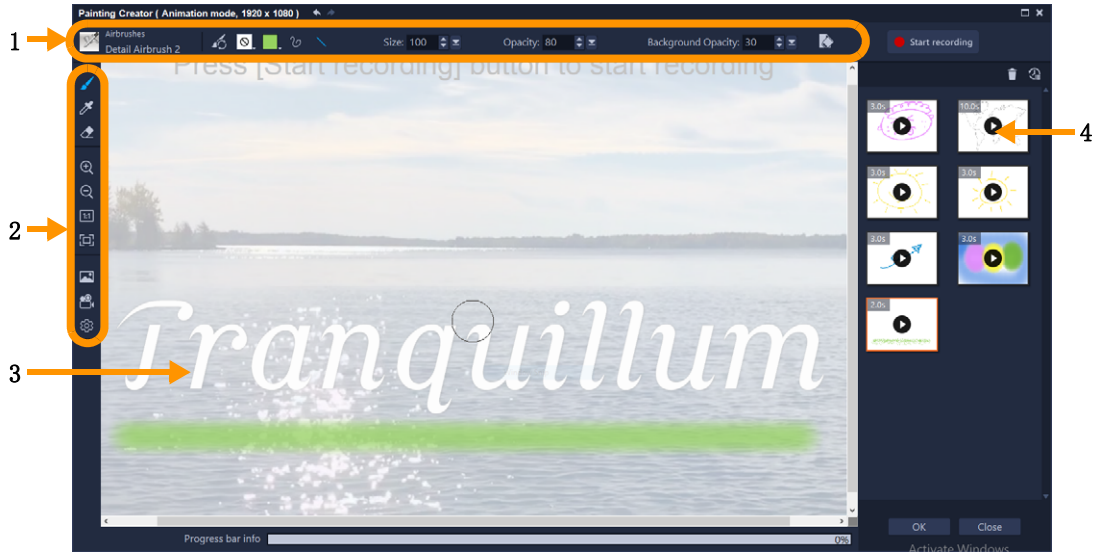 Painting Creator ( Animation mode, 1920 x 1080 )
1
Airbrushes
Detail Airbrush 2
Size: 100
Opacity: 80
Background Opacity: 30
Start recording
Press [Start recording] button to start recording
3.0s
10.0s
4
3.0s
3.0s
1:1
2
3.0s
3.0s
2.0s
Tranquillum
3
OK
Close
Progress bar info
0%
Activate Windows